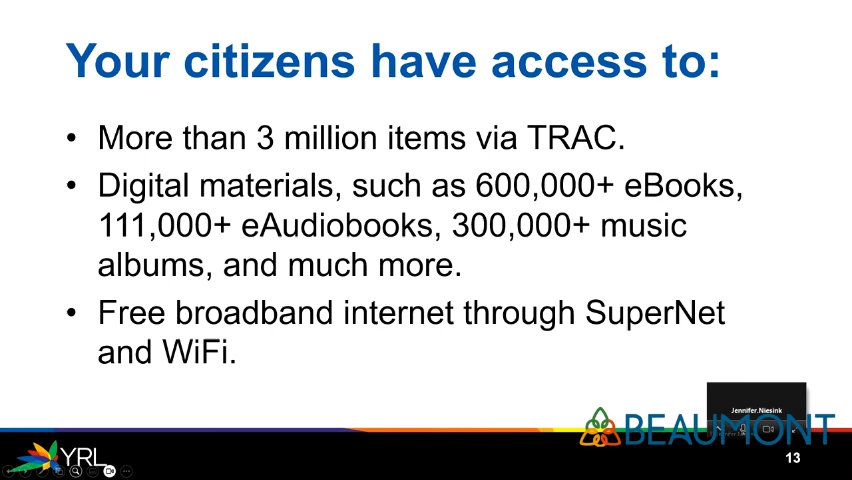 Your citizens have access to:
• More than 3 million items via TRAC.
• Digital materials, such as 600,000+ eBooks,
111,000+ eAudiobooks, 300,000+ music
albums, and much more.
• Free broadband internet through SuperNet
and WiFi.
Jennifer.Niesink
BEAUMONT
YRL
13